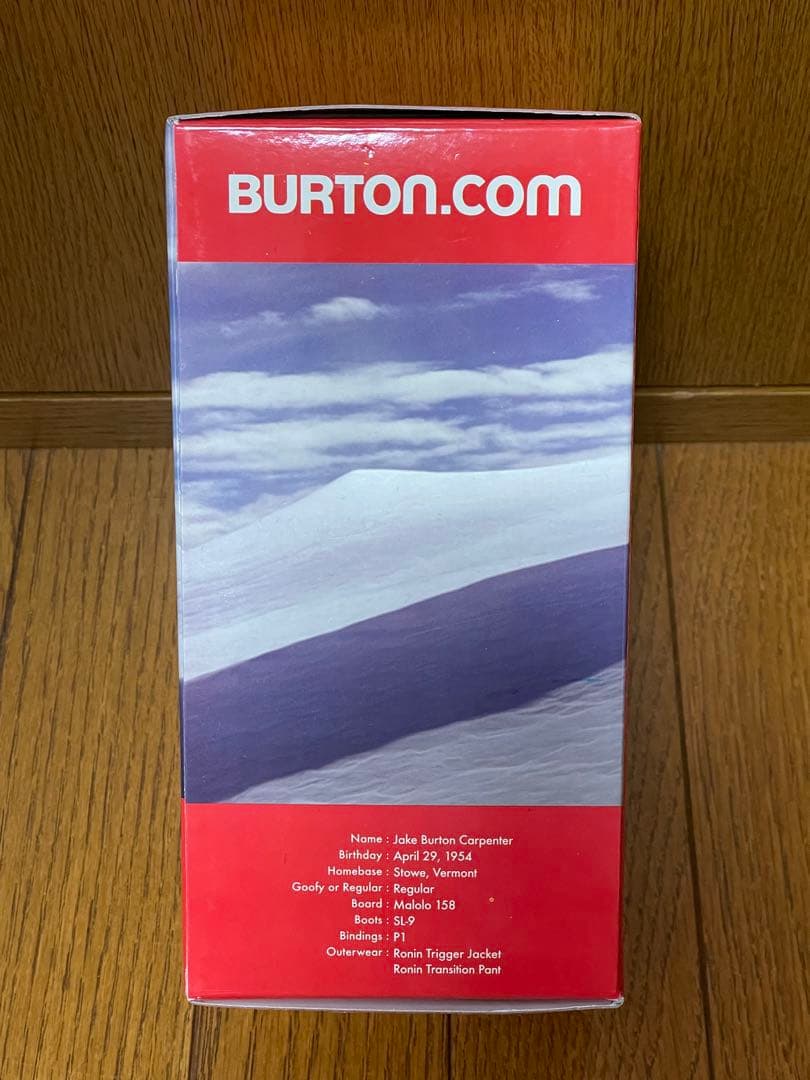 BURTON.COM
Name : Jake Burton Carpenter
Birthday : April 29, 1954
Homebase : Stowe, Vermont
Goofy or Regular : Regular
Board : Malolo 158
Boots : SL-9
Bindings : P1
Outerwear : Ronin Trigger Jacket
Ronin Transition Pant